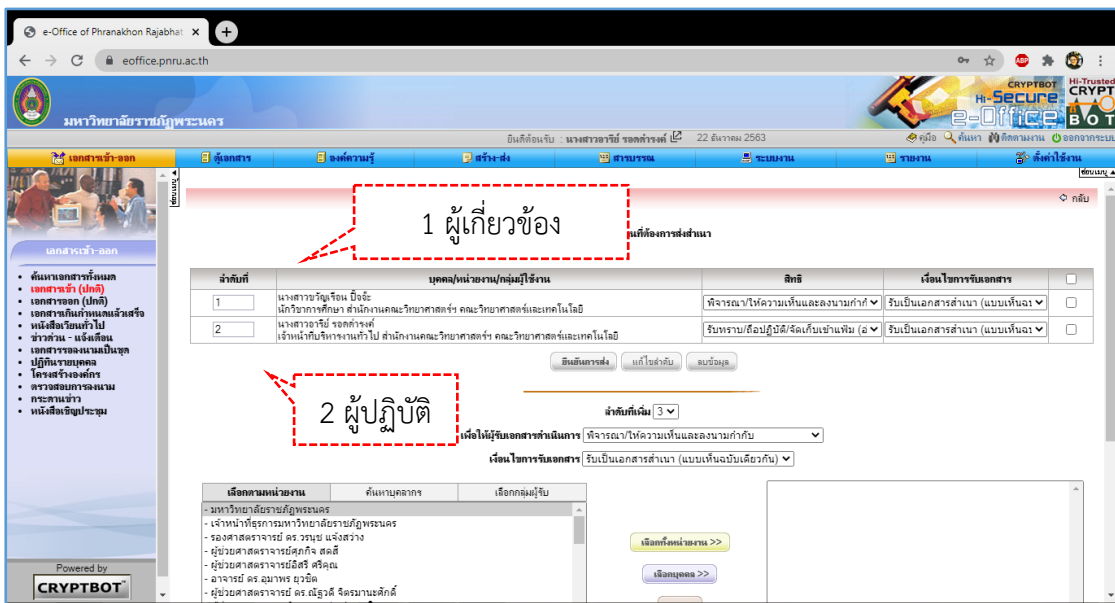 e-Office of Phranakhon Rajabhat
eoffice.pnru.ac.th
ABP
CRYPTBOT
Hi-Secure
e-Office
Hi-Trusted
CRYPT
BOT
มหาวิทยาลัยราชภัฏพระนคร
ยินดีต้อนรับ : นางสาวอารีย์ รอดดำรงค์ 22 ธันวาคม 2563
คู่มือ ค้นหา ติดตามงาน ออกจากระบบ
เอกสารเข้า-ออก ตู้เอกสาร องค์ความรู้ สร้าง-ส่ง สารบรรณ ระบบงาน รายงาน ตั้งค่าใช้งาน
ซ่อนเมนู
ซ่อนเมนู
กลับ
1 ผู้เกี่ยวข้อง
นที่ต้องการส่งสำเนา
เอกสารเข้า-ออก
ค้นหาเอกสารทั้งหมด
เอกสารเข้า (ปกติ)
เอกสารออก (ปกติ)
เอกสารเกินกำหนดแล้วเสร็จ
หนังสือเวียนทั่วไป
ข่าวด่วน - แจ้งเตือน
เอกสารรอลงนามเป็นชุด
ปฏิทินรายบุคคล
โครงสร้างองค์กร
ตรวจสอบการลงนาม
กระดานข่าว
หนังสือเชิญประชุม
ลำดับที่ บุคคล/หน่วยงาน/กลุ่มผู้ใช้งาน สิทธิ เงื่อนไขการรับเอกสาร
1 นางสาวขวัญเรือน ปิ่งจ๊ะ
นักวิชาการศึกษา สำนักงานคณะวิทยาศาสตร์ฯ คณะวิทยาศาสตร์และเทคโนโลยี
พิจารณา/ให้ความเห็นและลงนามกำกั รับเป็นเอกสารสำเนา (แบบเห็นฉบ
2 นางสาวอารีย์ รอดดำรงค์
เจ้าหน้าที่บริหารงานทั่วไป สำนักงานคณะวิทยาศาสตร์ฯ คณะวิทยาศาสตร์และเทคโนโลยี
รับทราบ/ถือปฏิบัติ/จัดเก็บเข้าแฟ้ม (อ่ รับเป็นเอกสารสำเนา (แบบเห็นฉบ
ยืนยันการส่ง แก้ไขลำดับ ลบข้อมูล
2 ผู้ปฏิบัติ
ลำดับที่เพิ่ม 3
เพื่อให้ผู้รับเอกสารดำเนินการ พิจารณา/ให้ความเห็นและลงนามกำกับ
เงื่อนไขการรับเอกสาร รับเป็นเอกสารสำเนา (แบบเห็นฉบับเดียวกัน)
เลือกตามหน่วยงาน ค้นหาบุคลากร เลือกกลุ่มผู้รับ
- มหาวิทยาลัยราชภัฏพระนคร
- เจ้าหน้าที่ธุรการมหาวิทยาลัยราชภัฏพระนคร
- รองศาสตราจารย์ ดร.วรนุช แจ้งสว่าง
- ผู้ช่วยศาสตราจารย์ศุภกิจ สดสี
- ผู้ช่วยศาสตราจารย์อิสรี ศรีคุณ
- อาจารย์ ดร.อุมาพร ยุวชิต
- ผู้ช่วยศาสตราจารย์ ดร.ณัฐวดี จิตรมานะศักดิ์
เลือกทั้งหน่วยงาน >>
เลือกบุคคล >>
Powered by
CRYPTBOT